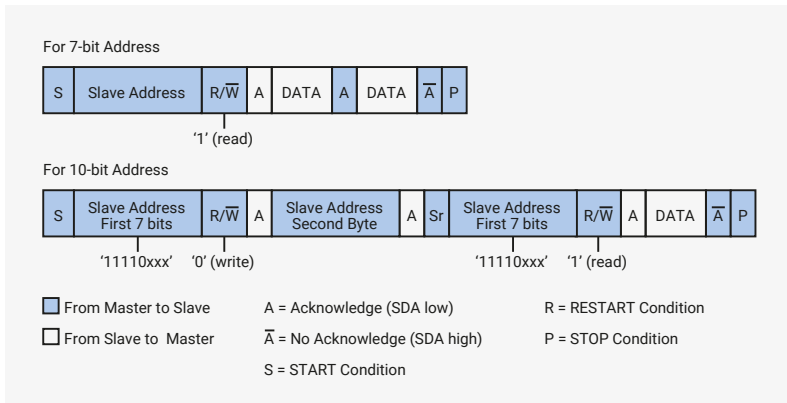 For 7-bit Address
S Slave Address R/W̅ A DATA A DATA A̅ P
‘1’ (read)
For 10-bit Address
S Slave Address First 7 bits R/W̅ A Slave Address Second Byte A Sr Slave Address First 7 bits R/W̅ A DATA A̅ P
‘11110xxx’ ‘0’ (write) ‘11110xxx’ ‘1’ (read)
From Master to Slave A = Acknowledge (SDA low) R = RESTART Condition
From Slave to Master A̅ = No Acknowledge (SDA high) P = STOP Condition
S = START Condition